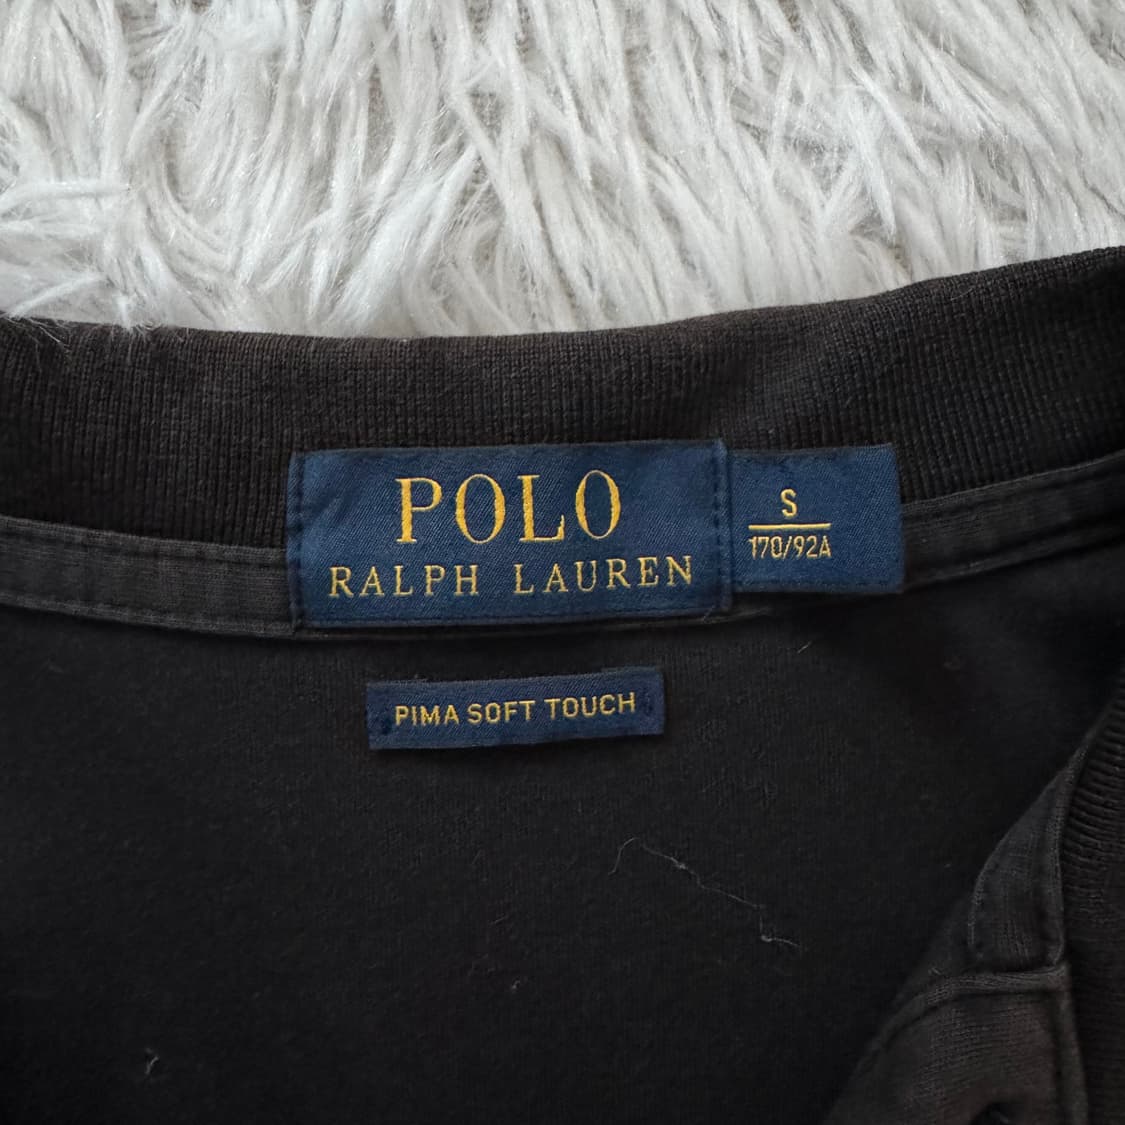 POLO
RALPH LAUREN
S
170/92A
PIMA SOFT TOUCH